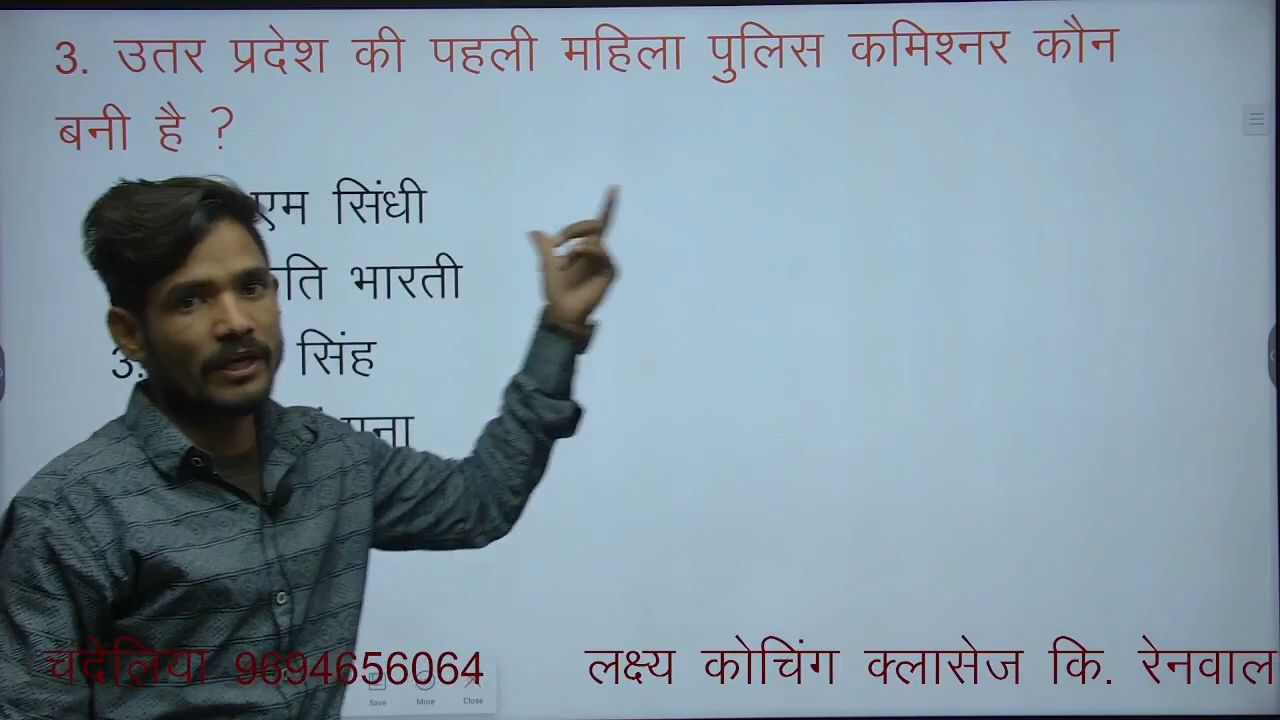 3. उतर प्रदेश की पहली महिला पुलिस कमिश्नर कौन
बनी है ?
एम सिंधी
भारती
3. सिंह
चंदेलिया 9694656064 लक्ष्य कोचिंग क्लासेज कि. रेनवाल
Save More Close